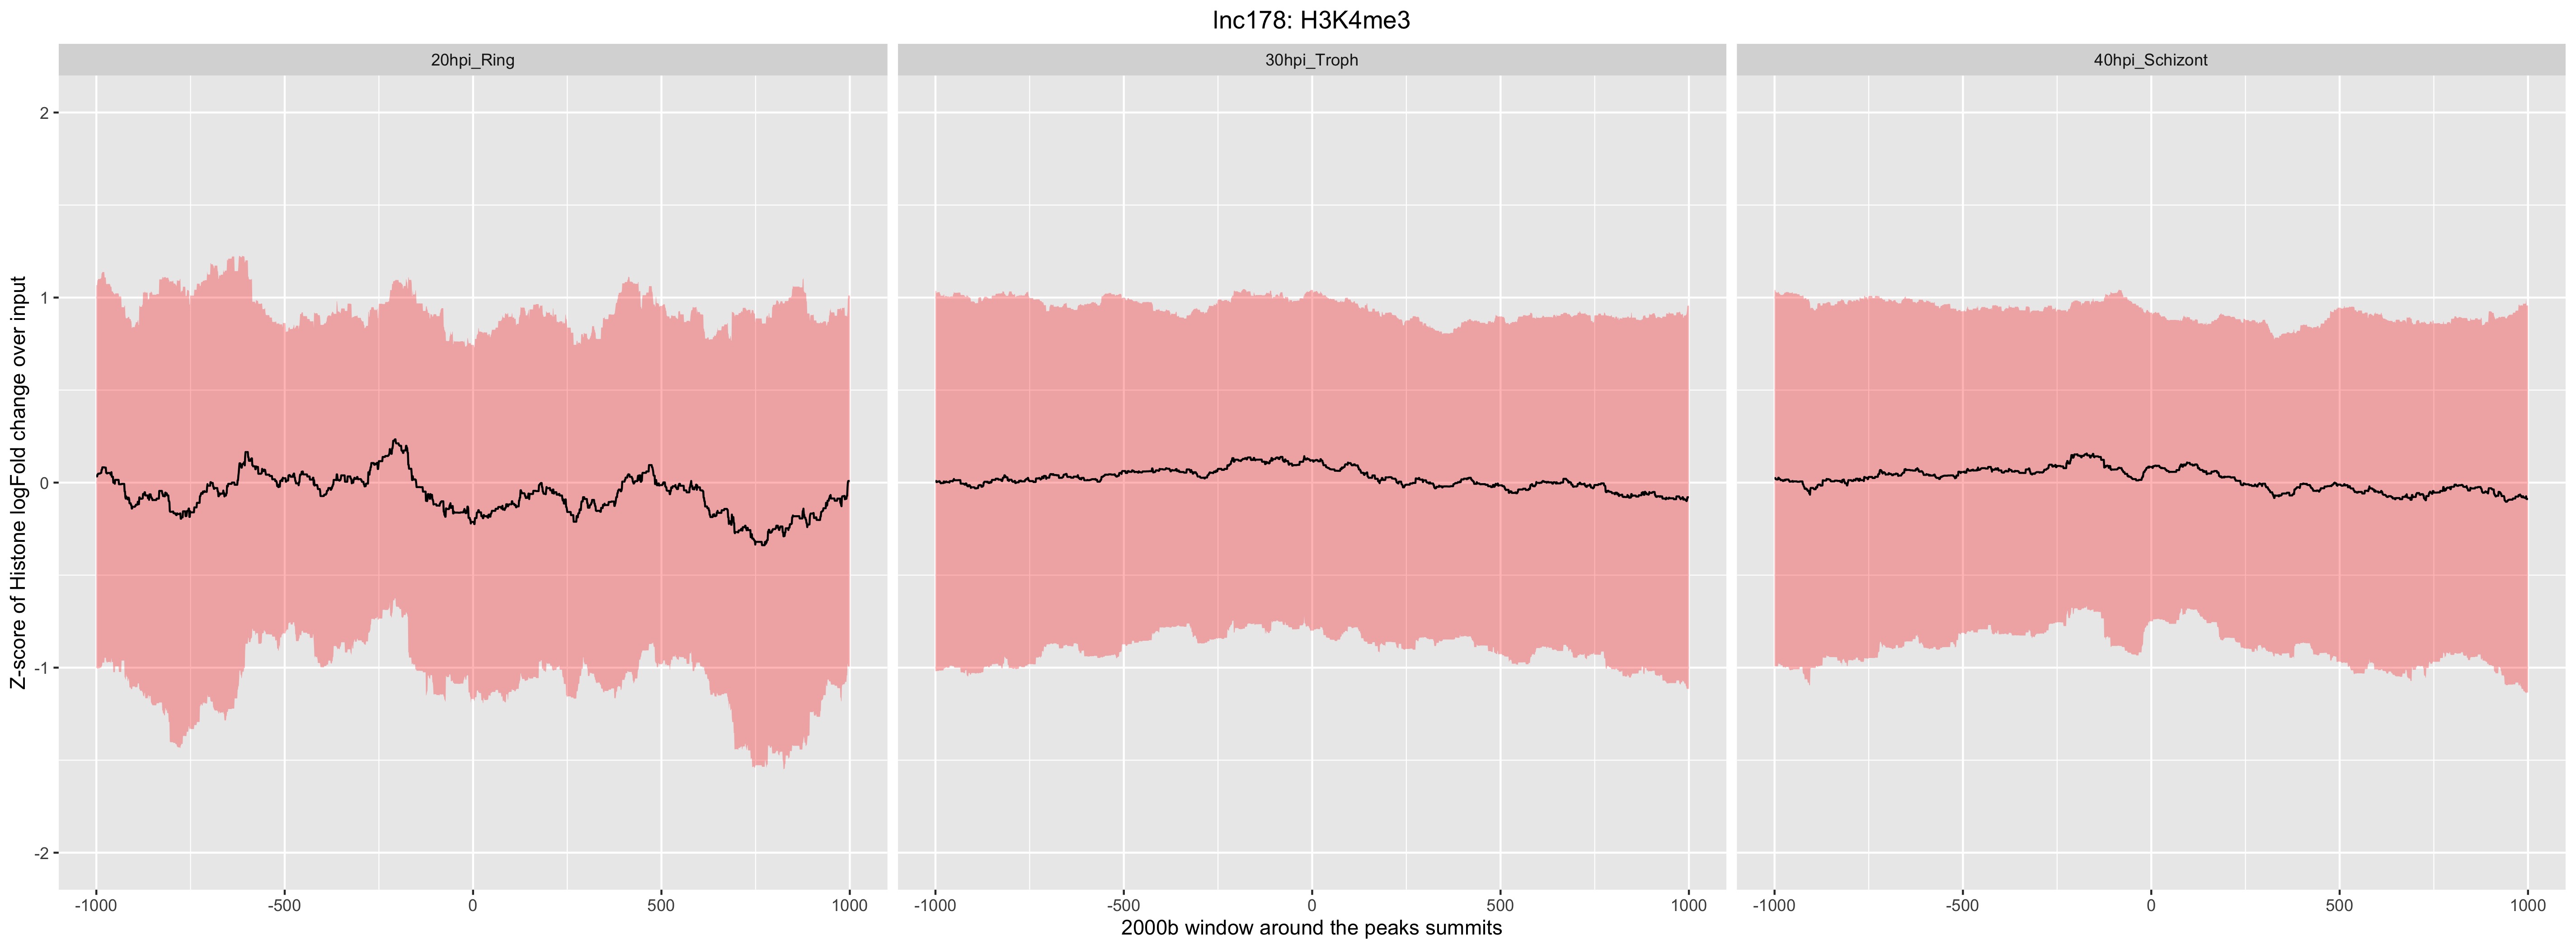 lnc178: H3K4me3
20hpi_Ring
30hpi_Troph
40hpi_Schizont
Z-score of Histone logFold change over input
2
1
0
-1
-2
-1000 -500 0 500 1000
-1000 -500 0 500 1000
-1000 -500 0 500 1000
2000b window around the peaks summits